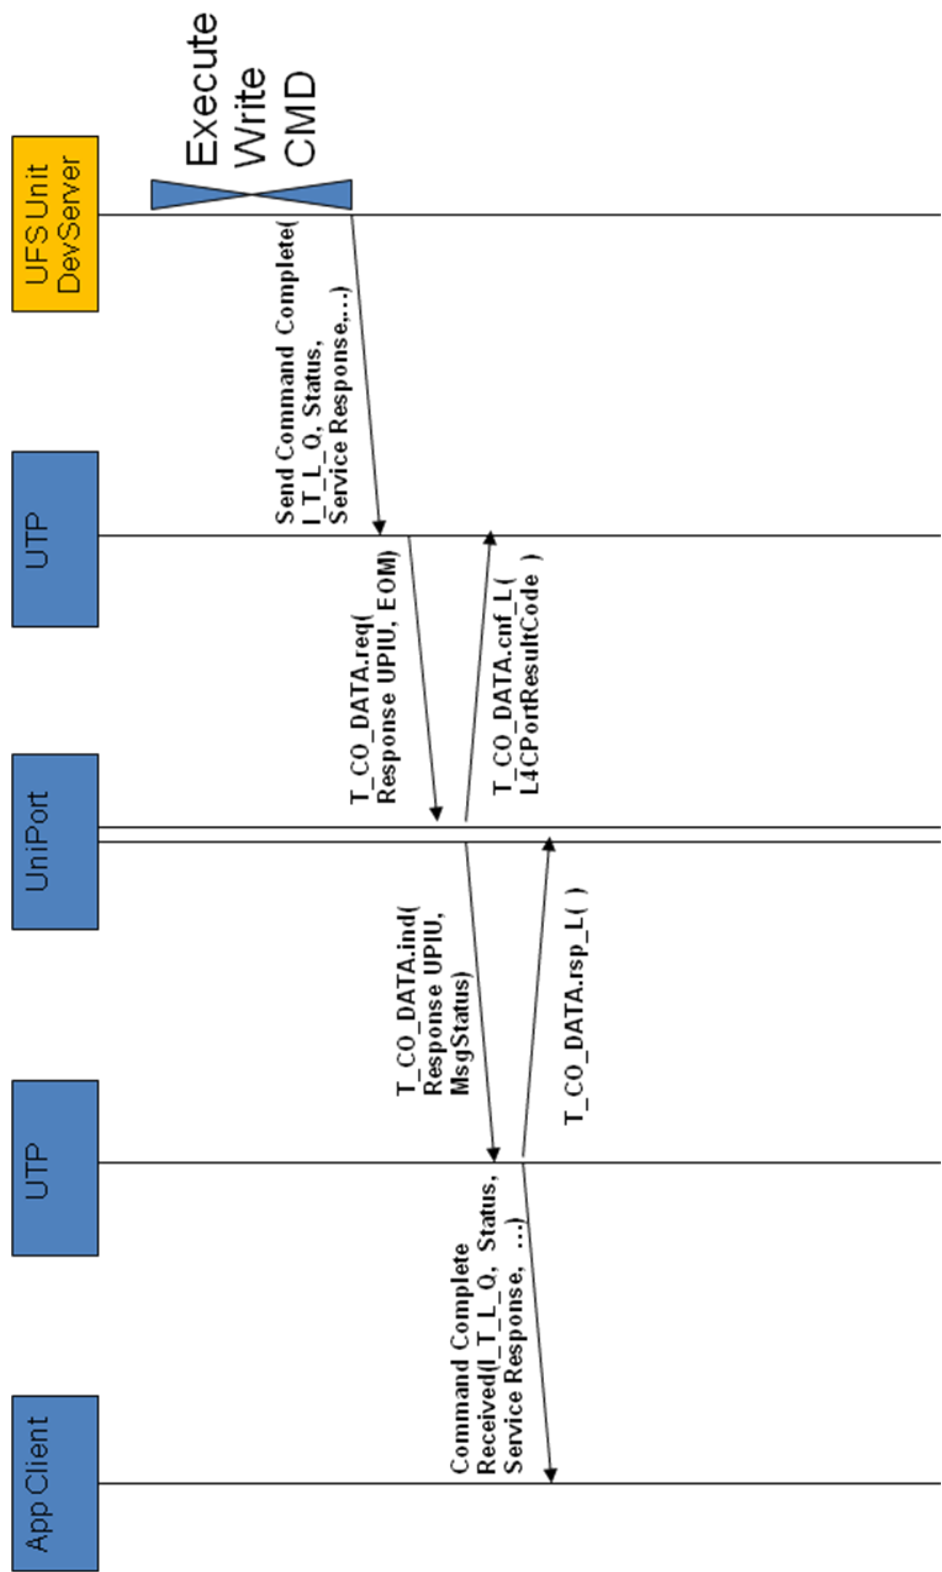 App Client
UTP
UniPort
UTP
UFS Unit
DevServer
Execute
Write
CMD
Send Command Complete(
I_T_L_Q, Status,
Service Response,...)
T_CO_DATA.req(
Response UPIU, EOM)
T_CO_DATA.ind(
Response UPIU,
MsgStatus)
T_CO_DATA.cnf_L(
L4CPortResultCode )
Command Complete
Received(I_T_L_Q, Status,
Service Response, ...)
T_CO_DATA.rsp_L( )